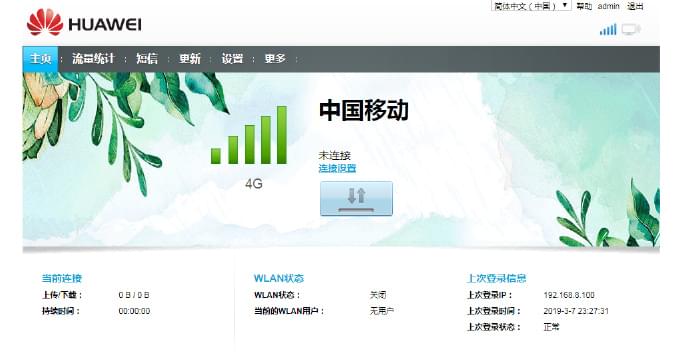 简体中文（中国） 帮助 admin 退出
HUAWEI
主页 流量统计 短信 更新 设置 更多
中国移动
未连接
连接设置
4G
当前连接
上传/下载： 0 B / 0 B
持续时间： 00:00:00
WLAN状态
WLAN状态： 关闭
当前的WLAN用户： 无用户
上次登录信息
上次登录IP： 192.168.8.100
上次登录时间： 2019-3-7 23:27:31
上次登录状态： 正常